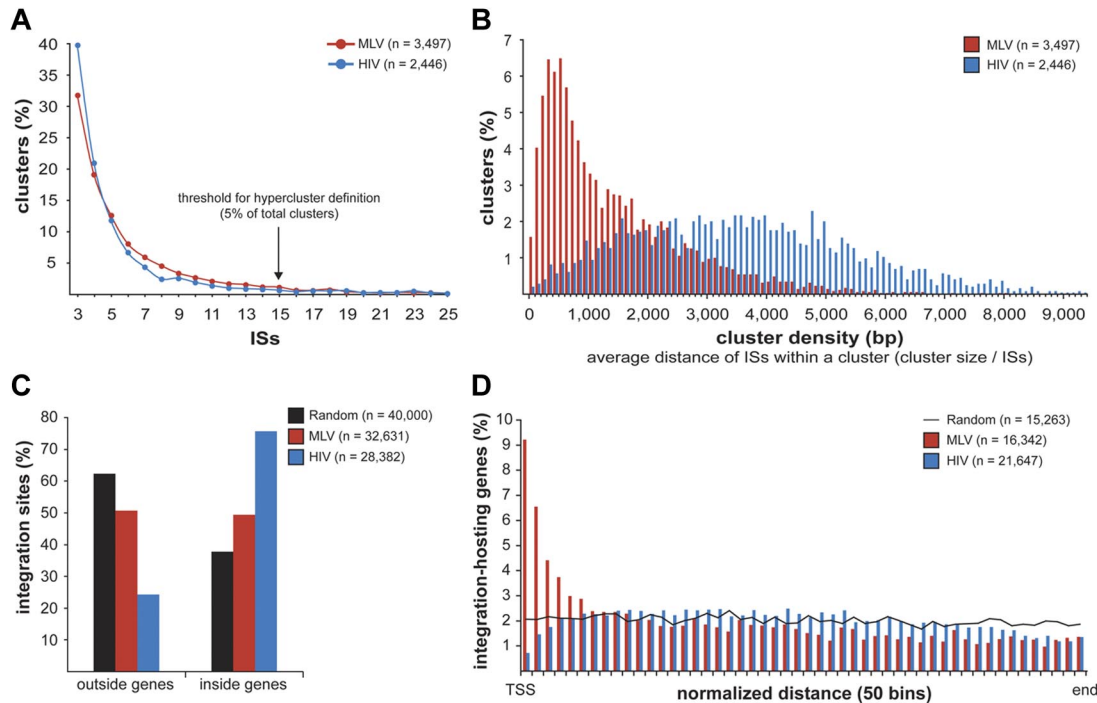 A
40
35
30
25
20
15
10
5
clusters (%)
MLV (n = 3,497)
HIV (n = 2,446)
threshold for hypercluster definition
(5% of total clusters)
3 5 7 9 11 13 15 17 19 21 23 25
ISs
B
7
6
5
4
3
2
1
clusters (%)
MLV (n = 3,497)
HIV (n = 2,446)
0 1,000 2,000 3,000 4,000 5,000 6,000 7,000 8,000 9,000
cluster density (bp)
average distance of ISs within a cluster (cluster size / ISs)
C
80
70
60
50
40
30
20
10
integration sites (%)
Random (n = 40,000)
MLV (n = 32,631)
HIV (n = 28,382)
outside genes inside genes
D
10
9
8
7
6
5
4
3
2
1
integration-hosting genes (%)
Random (n = 15,263)
MLV (n = 16,342)
HIV (n = 21,647)
TSS normalized distance (50 bins) end